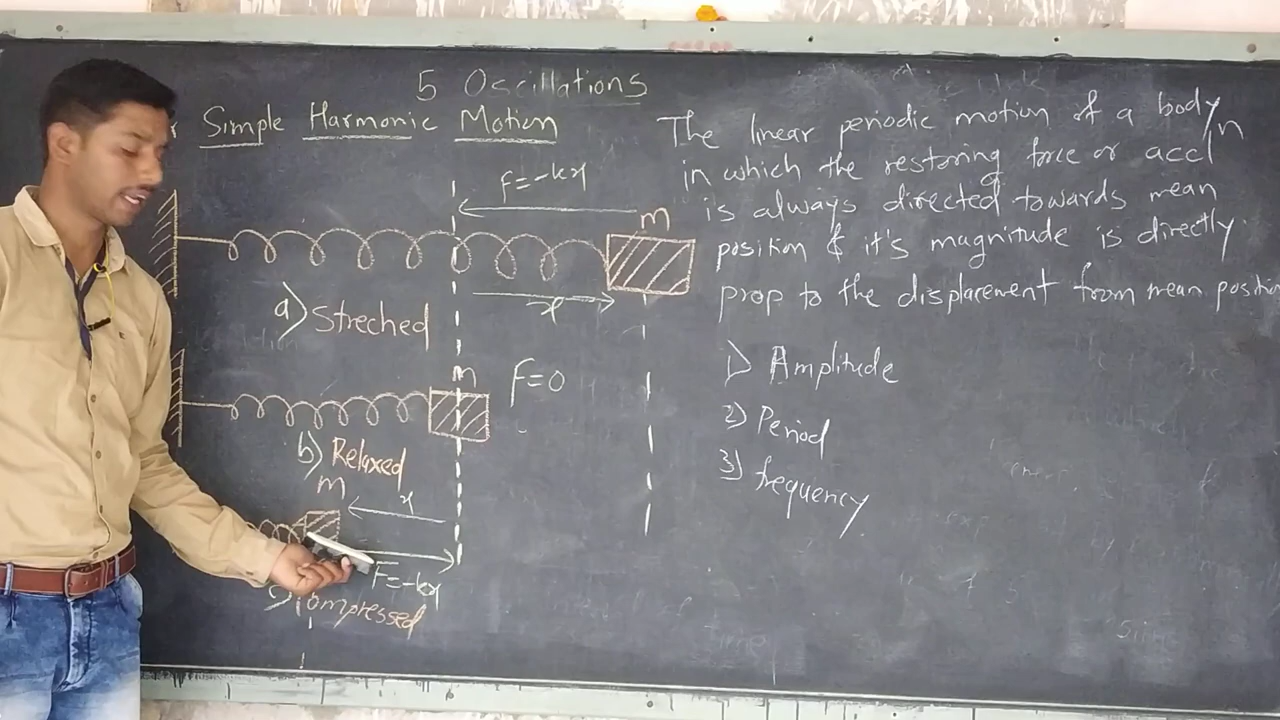 5 Oscillations
Simple Harmonic Motion
F=-kx
m
x
a) Streched
m
F=0
b) Relaxed
m
x
F=-kx
c) Compressed
The linear periodic motion of a body
in which the restoring force or accl^n
is always directed towards mean
position & it's magnitude is directly
prop to the displacement from mean position
1) Amplitude
2) Period
3) frequency